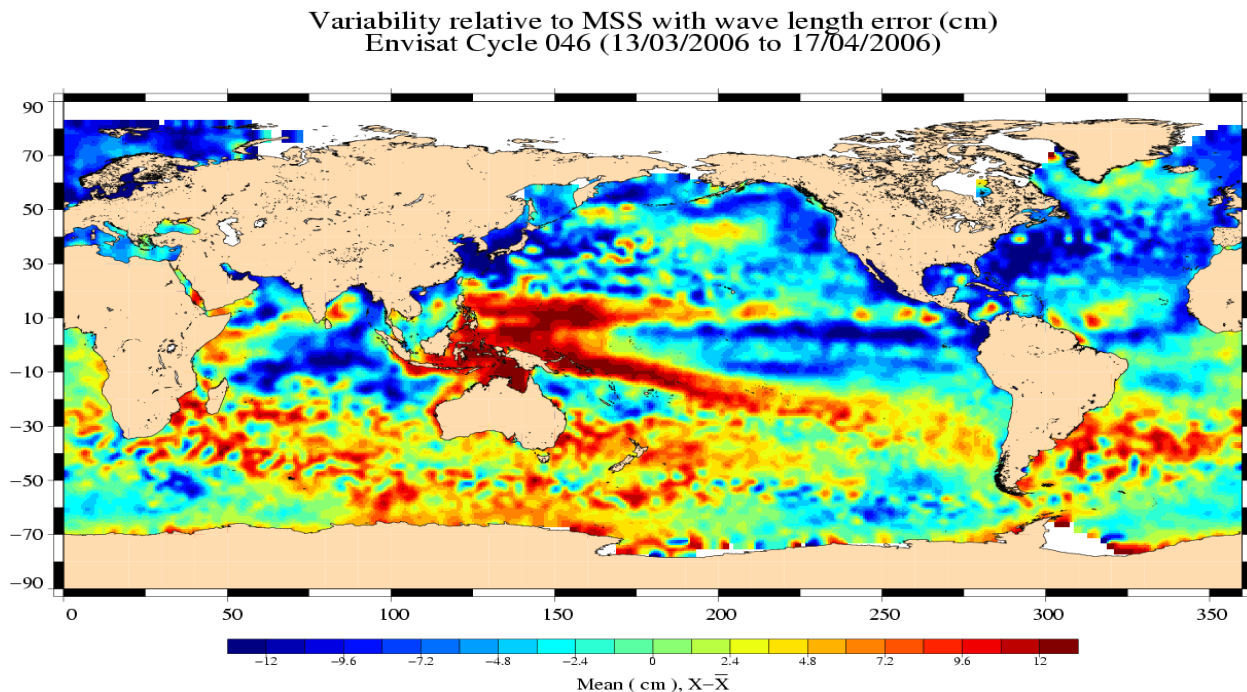 Variability relative to MSS with wave length error (cm)
Envisat Cycle 046 (13/03/2006 to 17/04/2006)
90
70
50
30
10
−10
−30
−50
−70
−90
0 50 100 150 200 250 300 350
−12 −9.6 −7.2 −4.8 −2.4 0 2.4 4.8 7.2 9.6 12
Mean ( cm ), X−X̅